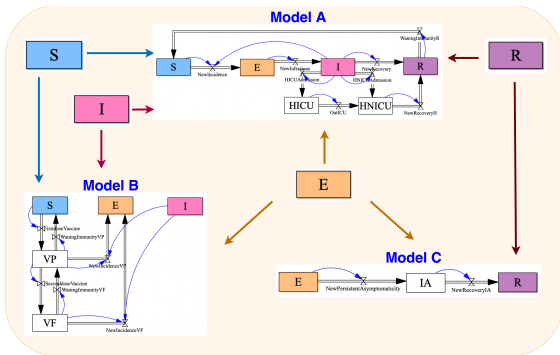 Model A
S
R
WaningImmunityR
S
E
I
R
NewIncidence
NewInfectious
NewRecovery
HICUAdmission
HNICUAdmission
I
HICU
HNICU
OutICU
NewRecoveryH
Model B
E
S
E
I
FirstdoseVaccine
WaningImmunityVP
VP
NewIncidenceVP
Model C
SeconddoseVaccine
WaningImmunityVF
E
IA
R
NewPersistentAsymptomaticity
NewRecoveryIA
VF
NewIncidenceVF